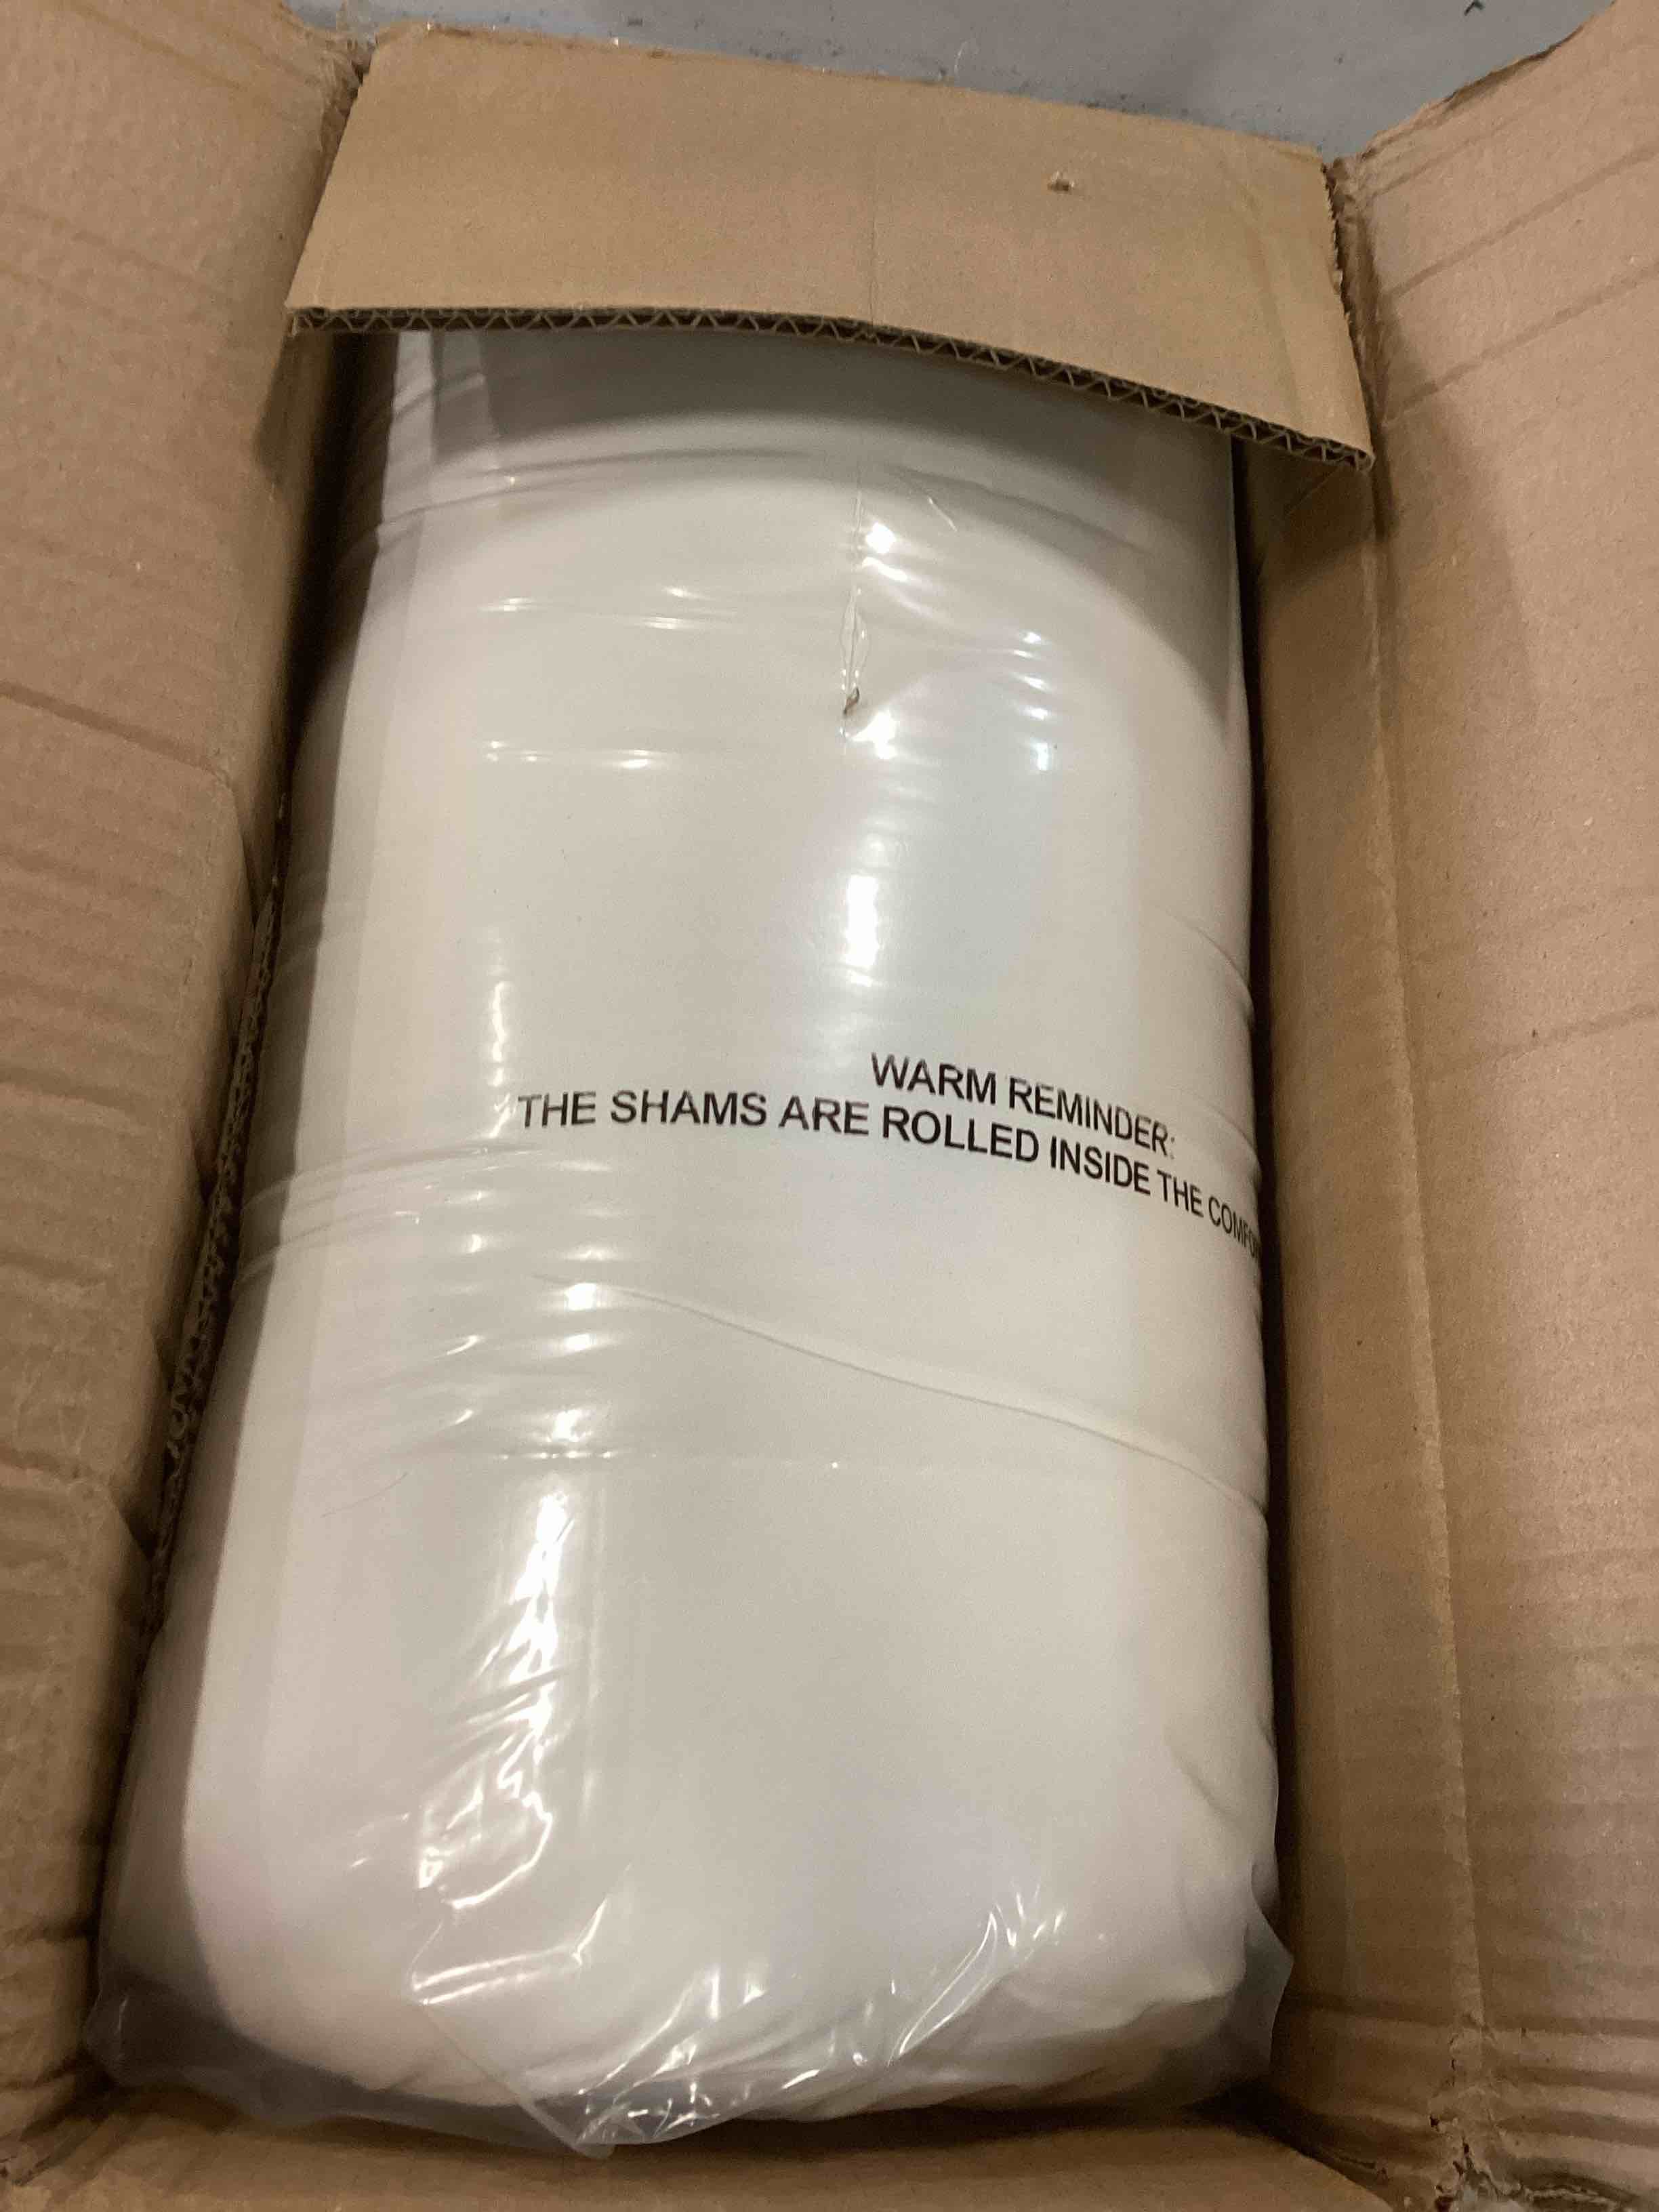 WARM REMINDER:
THE SHAMS ARE ROLLED INSIDE THE